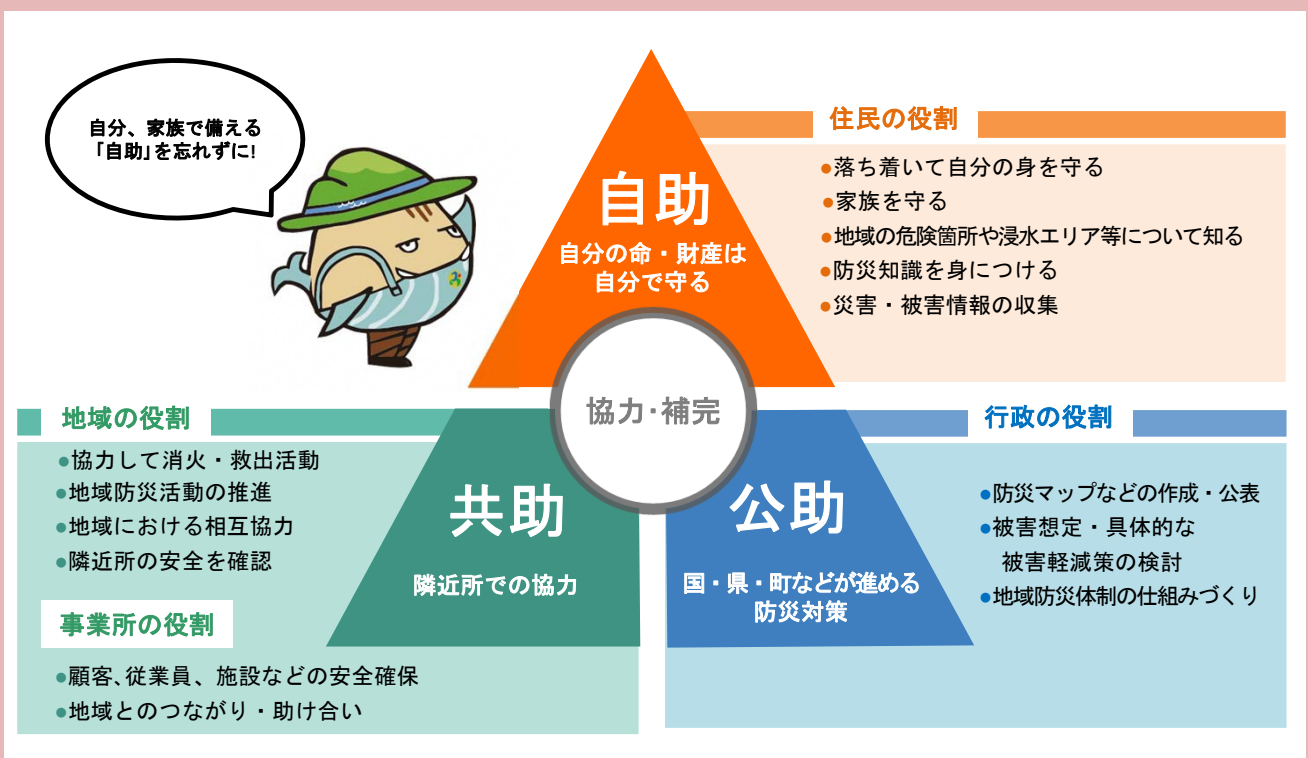 自分、家族で備える
「自助」を忘れずに!
自助
自分の命・財産は
自分で守る
住民の役割
●落ち着いて自分の身を守る
●家族を守る
●地域の危険箇所や浸水エリア等について知る
●防災知識を身につける
●災害・被害情報の収集
協力・補完
地域の役割
●協力して消火・救出活動
●地域防災活動の推進
●地域における相互協力
●隣近所の安全を確認
事業所の役割
●顧客、従業員、施設などの安全確保
●地域とのつながり・助け合い
共助
隣近所での協力
公助
国・県・町などが進める
防災対策
行政の役割
●防災マップなどの作成・公表
●被害想定・具体的な
被害軽減策の検討
●地域防災体制の仕組みづくり